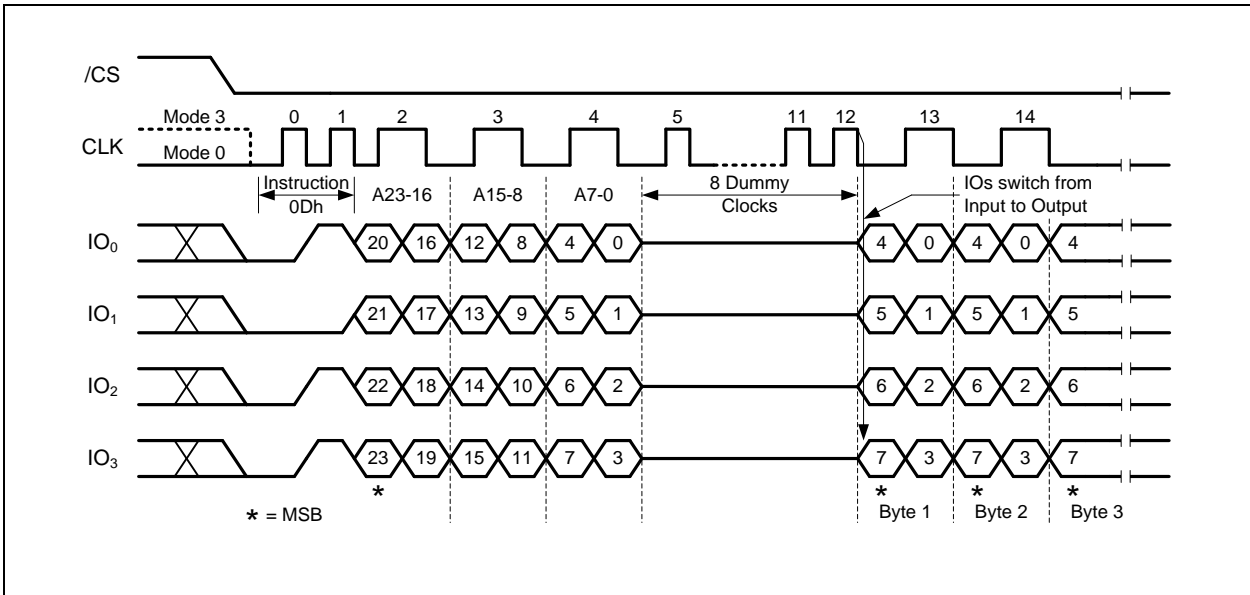 /CS
Mode 3 0 1 2 3 4 5 11 12 13 14
CLK
Mode 0
Instruction
0Dh
A23-16 A15-8 A7-0
8 Dummy
Clocks
IOs switch from
Input to Output
IO₀ 20 16 12 8 4 0 4 0 4 0 4
IO₁ 21 17 13 9 5 1 5 1 5 1 5
IO₂ 22 18 14 10 6 2 6 2 6 2 6
IO₃ 23 19 15 11 7 3 7 3 7 3 7
* * * *
* = MSB
Byte 1 Byte 2 Byte 3